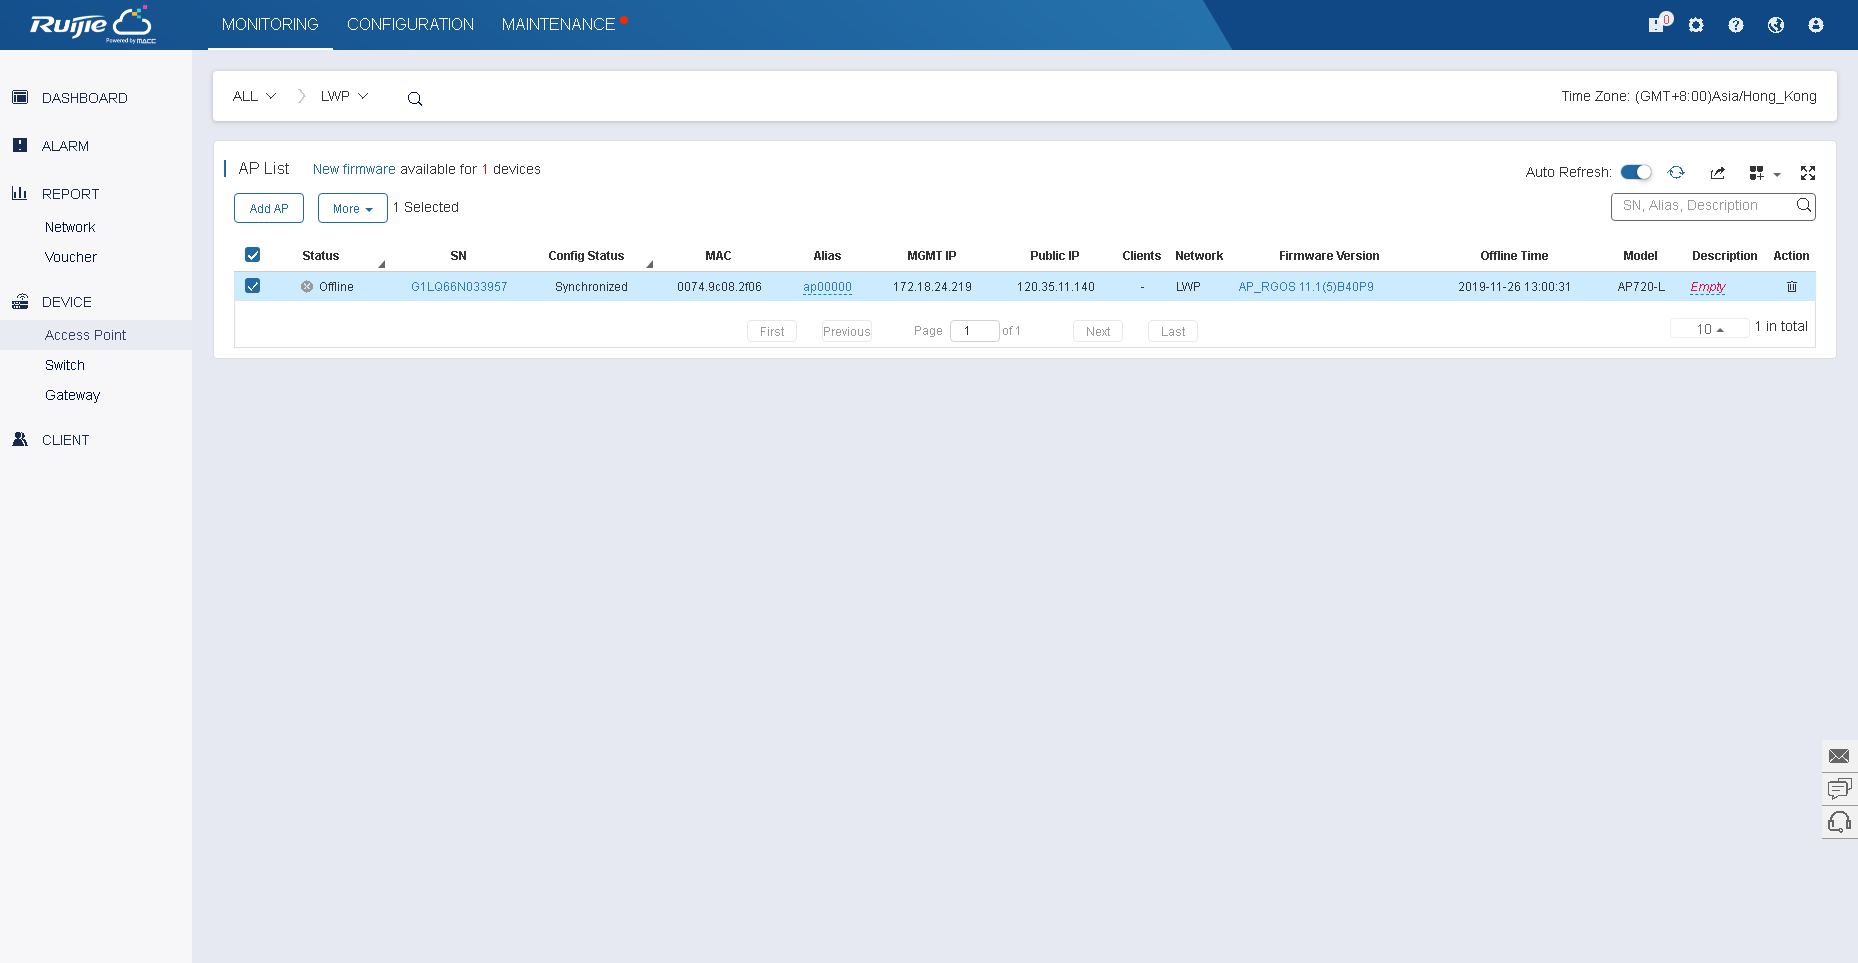 Ruijie
Powered by MACC
MONITORING CONFIGURATION MAINTENANCE
0
DASHBOARD
ALARM
REPORT
Network
Voucher
DEVICE
Access Point
Switch
Gateway
CLIENT
ALL LWP
Time Zone: (GMT+8:00)Asia/Hong_Kong
AP List New firmware available for 1 devices
Auto Refresh:
Add AP More 1 Selected
SN, Alias, Description
Status SN Config Status MAC Alias MGMT IP Public IP Clients Network Firmware Version Offline Time Model Description Action
Offline G1LQ66N033957 Synchronized 0074.9c08.2f06 ap00000 172.18.24.219 120.35.11.140 - LWP AP_RGOS 11.1(5)B40P9 2019-11-26 13:00:31 AP720-L Empty
First Previous Page 1 of 1 Next Last 10 1 in total